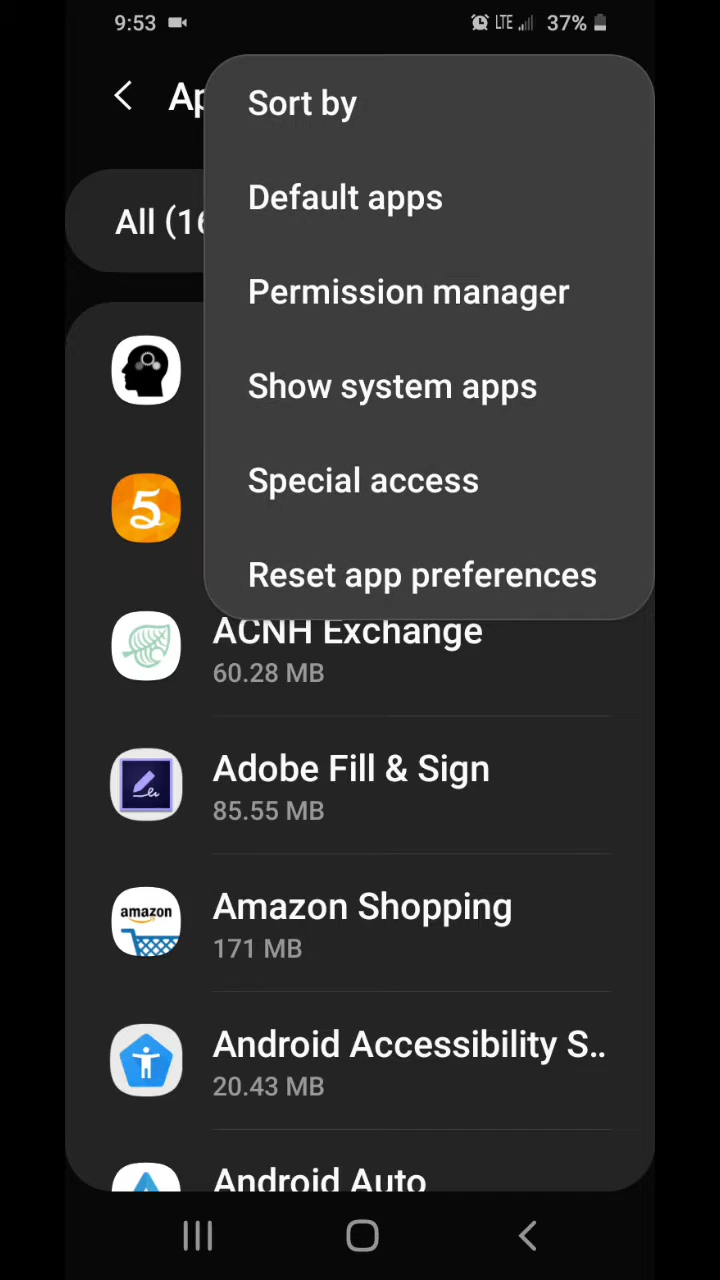 9:53
LTE
37%
Ap
Sort by
Default apps
Permission manager
Show system apps
Special access
Reset app preferences
All (16
5
ACNH Exchange
60.28 MB
Adobe Fill & Sign
85.55 MB
amazon
Amazon Shopping
171 MB
Android Accessibility S..
20.43 MB
Android Auto